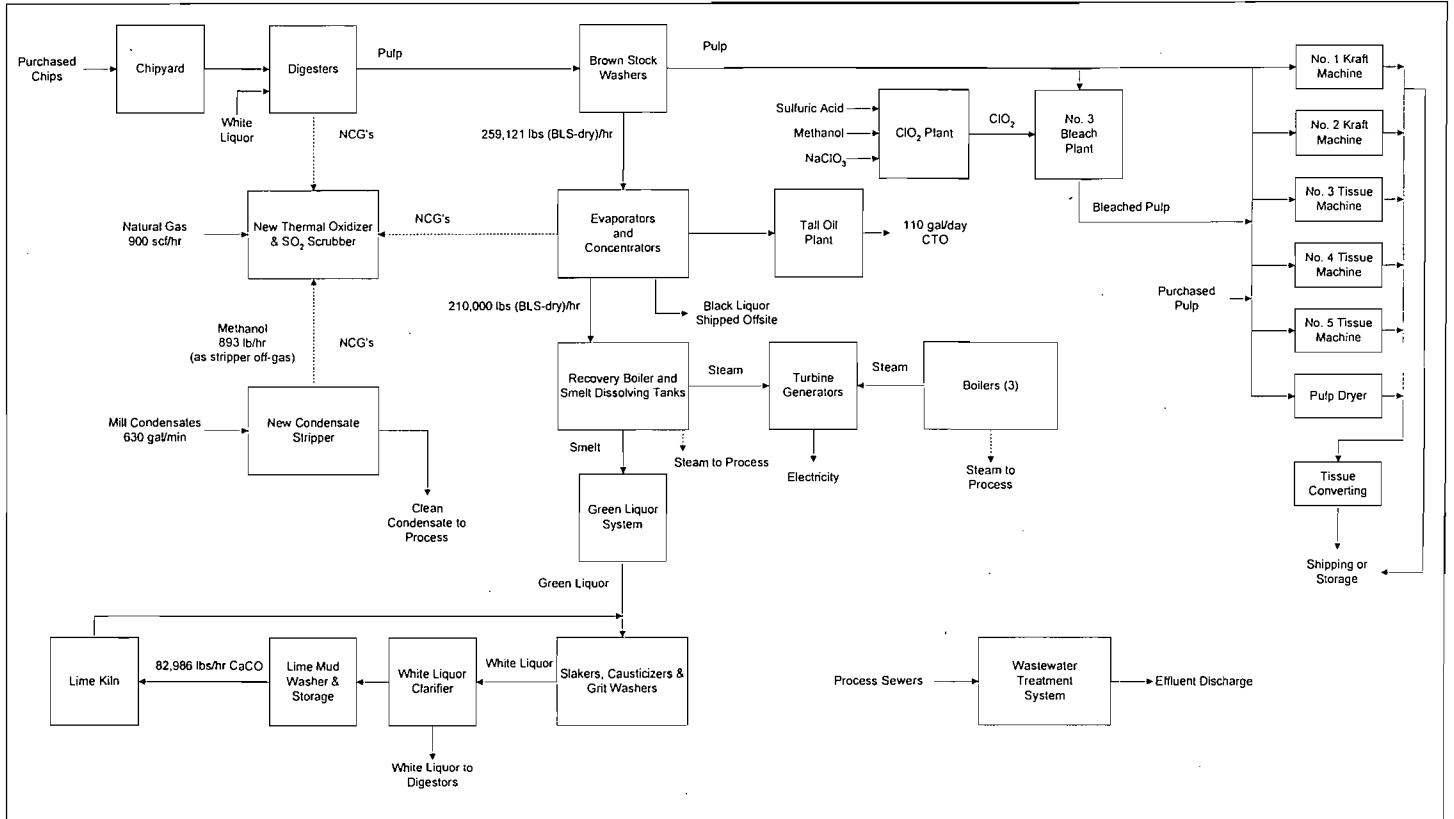 Purchased
Chips
Chipyard
Digesters
Pulp
Brown Stock
Washers
Pulp
No. 1 Kraft
Machine
White
Liquor
NCG's
259,121 lbs (BLS-dry)/hr
Sulfuric Acid
Methanol
NaClO3
ClO2 Plant
ClO2
No. 3
Bleach
Plant
No. 2 Kraft
Machine
Natural Gas
900 scf/hr
New Thermal Oxidizer
& SO2 Scrubber
NCG's
Evaporators
and
Concentrators
Tall Oil
Plant
110 gal/day
CTO
Bleached Pulp
No. 3 Tissue
Machine
No. 4 Tissue
Machine
Purchased
Pulp
No. 5 Tissue
Machine
210,000 lbs (BLS-dry)/hr
Black Liquor
Shipped Offsite
Methanol
893 lb/hr
(as stripper off-gas)
NCG's
Recovery Boiler and
Smelt Dissolving Tanks
Steam
Turbine
Generators
Steam
Boilers (3)
Pulp Dryer
Mill Condensates
630 gal/min
New Condensate
Stripper
Smelt
Steam to Process
Electricity
Steam to
Process
Tissue
Converting
Clean
Condensate to
Process
Green Liquor
System
Shipping or
Storage
Green Liquor
Lime Kiln
82,986 lbs/hr CaCO
Lime Mud
Washer &
Storage
White Liquor
Clarifier
White Liquor
Slakers, Causticizers &
Grit Washers
Process Sewers
Wastewater
Treatment
System
Effluent Discharge
White Liquor to
Digestors